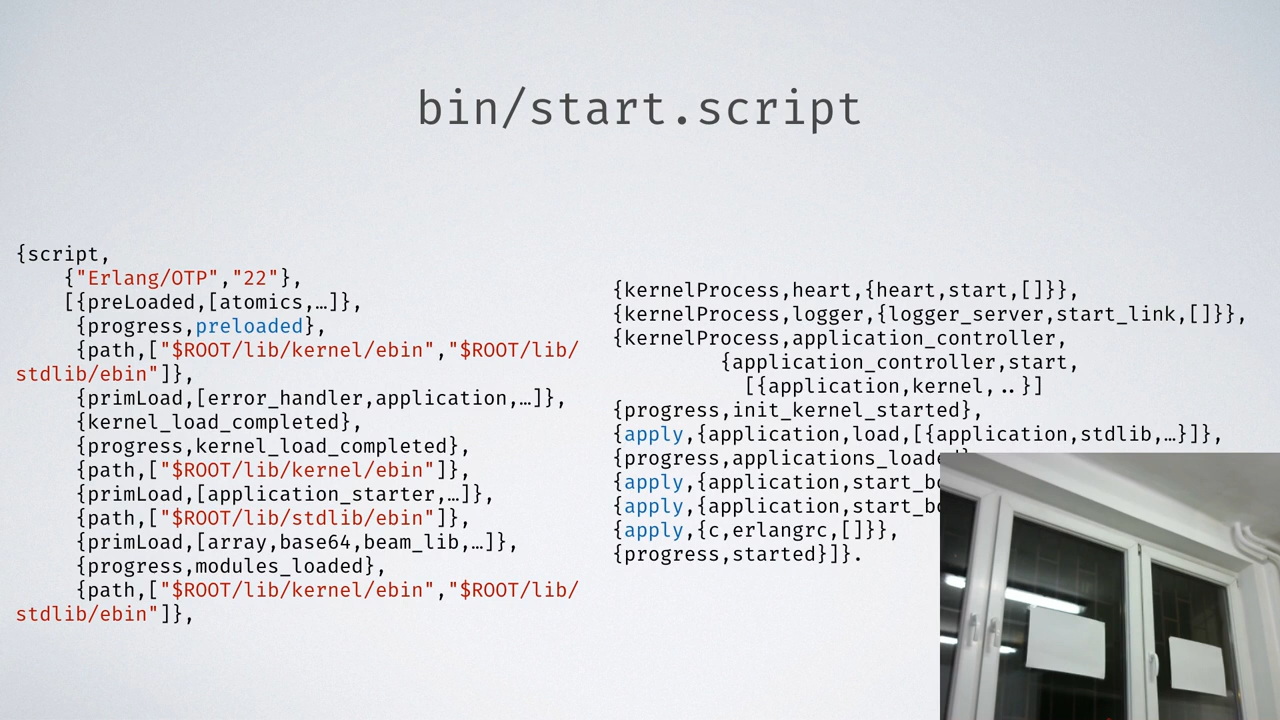 bin/start.script
{script,
{"Erlang/OTP","22"},
[{preLoaded,[atomics,…]},
{progress,preloaded},
{path,["$ROOT/lib/kernel/ebin","$ROOT/lib/
stdlib/ebin"]},
{primLoad,[error_handler,application,…]},
{kernel_load_completed},
{progress,kernel_load_completed},
{path,["$ROOT/lib/kernel/ebin"]},
{primLoad,[application_starter,…]},
{path,["$ROOT/lib/stdlib/ebin"]},
{primLoad,[array,base64,beam_lib,…]},
{progress,modules_loaded},
{path,["$ROOT/lib/kernel/ebin","$ROOT/lib/
stdlib/ebin"]},
{kernelProcess,heart,{heart,start,[]}},
{kernelProcess,logger,{logger_server,start_link,[]}},
{kernelProcess,application_controller,
{application_controller,start,
[{application,kernel,..}]
{progress,init_kernel_started},
{apply,{application,load,[{application,stdlib,…}]},
{progress,applications_loaded
{apply,{application,start_bo
{apply,{application,start_bo
{apply,{c,erlangrc,[]}},
{progress,started}]}.